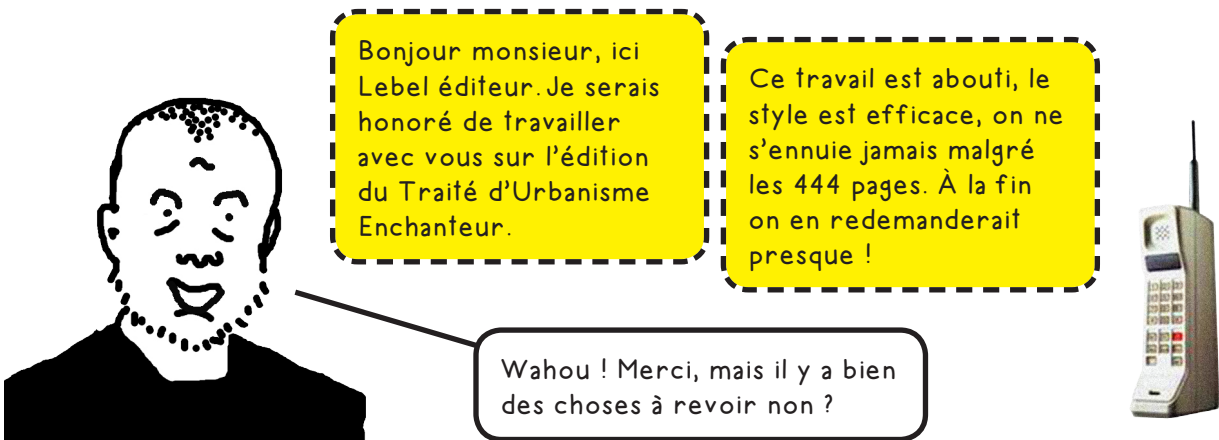 Bonjour monsieur, ici
Lebel éditeur. Je serais
honoré de travailler
avec vous sur l'édition
du Traité d'Urbanisme
Enchanteur.
Ce travail est abouti, le
style est efficace, on ne
s'ennuie jamais malgré
les 444 pages. À la fin
on en redemanderait
presque !
Wahou ! Merci, mais il y a bien
des choses à revoir non ?